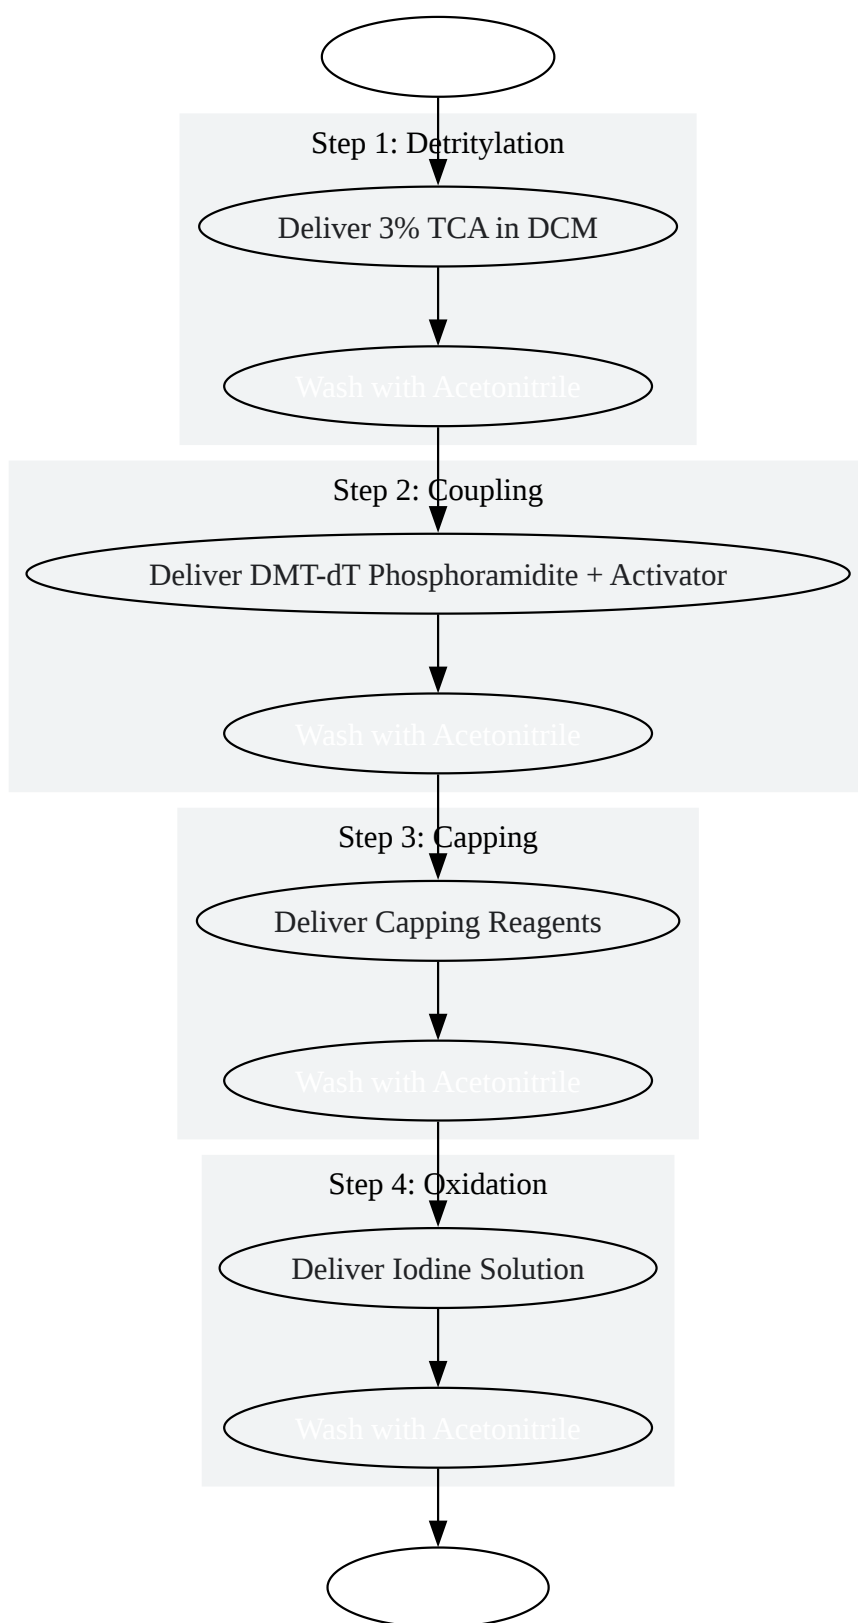 Step 1: Detritylation
Deliver 3% TCA in DCM
Wash with Acetonitrile
Step 2: Coupling
Deliver DMT-dT Phosphoramidite + Activator
Wash with Acetonitrile
Step 3: Capping
Deliver Capping Reagents
Wash with Acetonitrile
Step 4: Oxidation
Deliver Iodine Solution
Wash with Acetonitrile